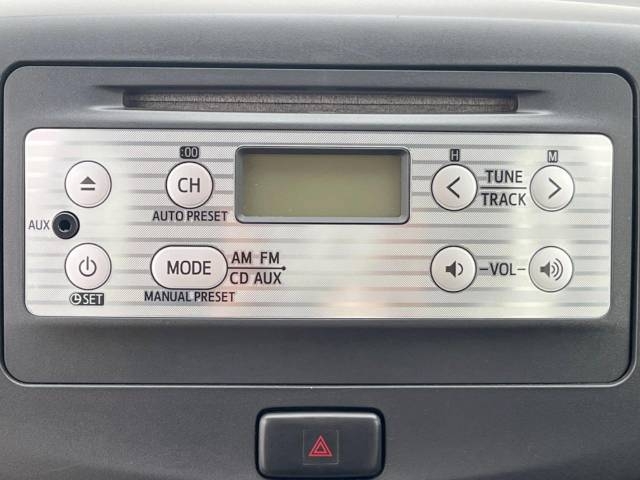 :00
H
M
CH
TUNE
TRACK
AUTO PRESET
AUX
MODE
AM FM
CD AUX
-VOL-
SET
MANUAL PRESET